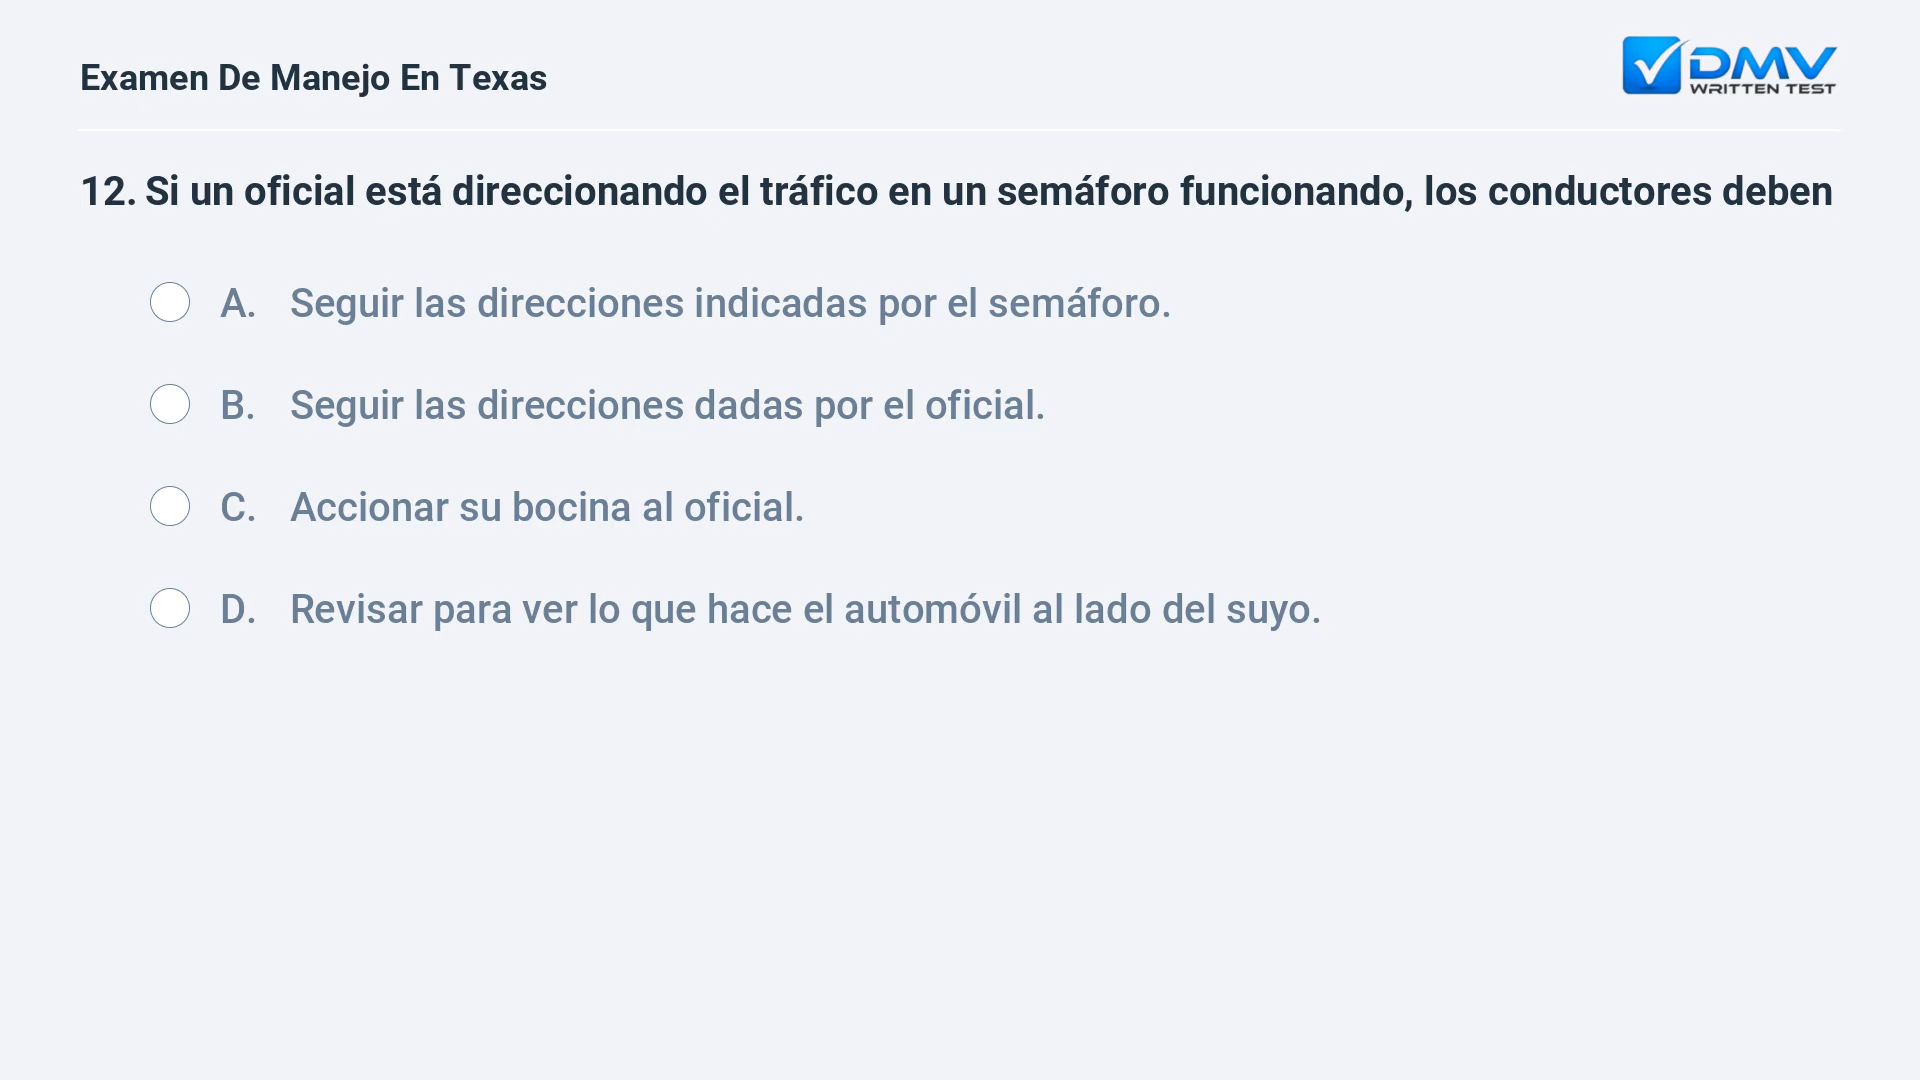 Examen De Manejo En Texas
DMV
WRITTEN TEST
12. Si un oficial está direccionando el tráfico en un semáforo funcionando, los conductores deben
A. Seguir las direcciones indicadas por el semáforo.
B. Seguir las direcciones dadas por el oficial.
C. Accionar su bocina al oficial.
D. Revisar para ver lo que hace el automóvil al lado del suyo.